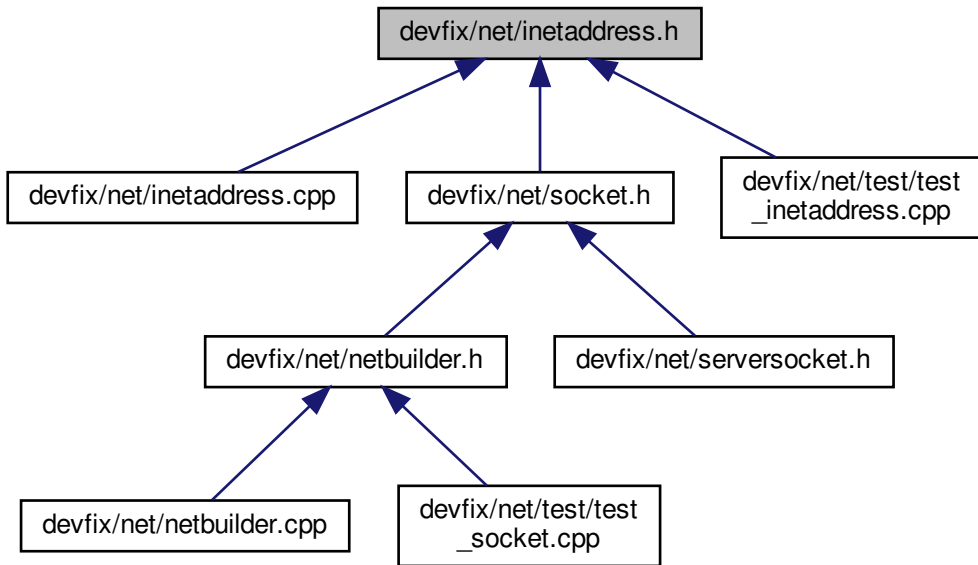 devfix/net/inetaddress.h
devfix/net/inetaddress.cpp
devfix/net/socket.h
devfix/net/test/test
_inetaddress.cpp
devfix/net/netbuilder.h
devfix/net/serversocket.h
devfix/net/netbuilder.cpp
devfix/net/test/test
_socket.cpp